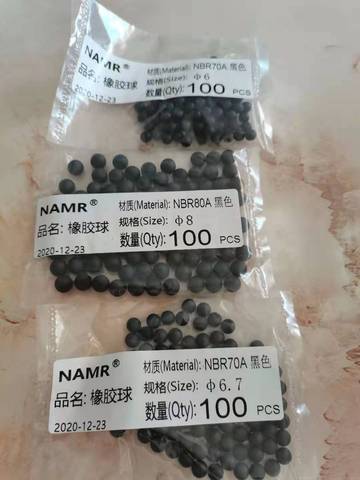 NAMR®
材质(Material): NBR70A 黑色
品名: 橡胶球
规格(Size): φ6
2020-12-23
数量(Qty): 100 PCS
NAMR®
材质(Material): NBR80A 黑色
规格(Size): φ8
品名: 橡胶球
数量(Qty): 100 PCS
2020-12-23
NAMR®
材质(Material): NBR70A 黑色
规格(Size): φ6.7
品名: 橡胶球
数量(Qty): 100 PCS
2020-12-23